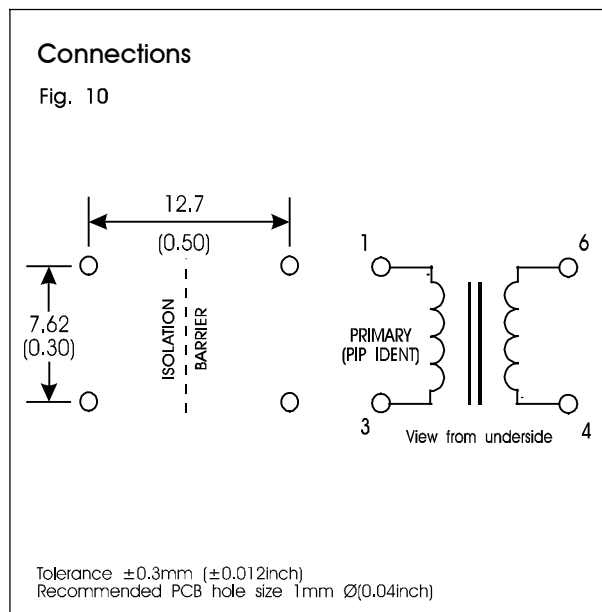 Connections
Fig. 10
12.7
(0.50)
7.62
(0.30)
ISOLATION
BARRIER
1
6
PRIMARY
(PIP IDENT)
3
4
View from underside
Tolerance ±0.3mm (±0.012inch)
Recommended PCB hole size 1mm Ø(0.04inch)